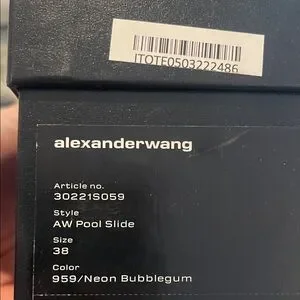 ITOTE0503222486
alexanderwang
Article no.
30221S059
Style
AW Pool Slide
Size
38
Color
959/Neon Bubblegum